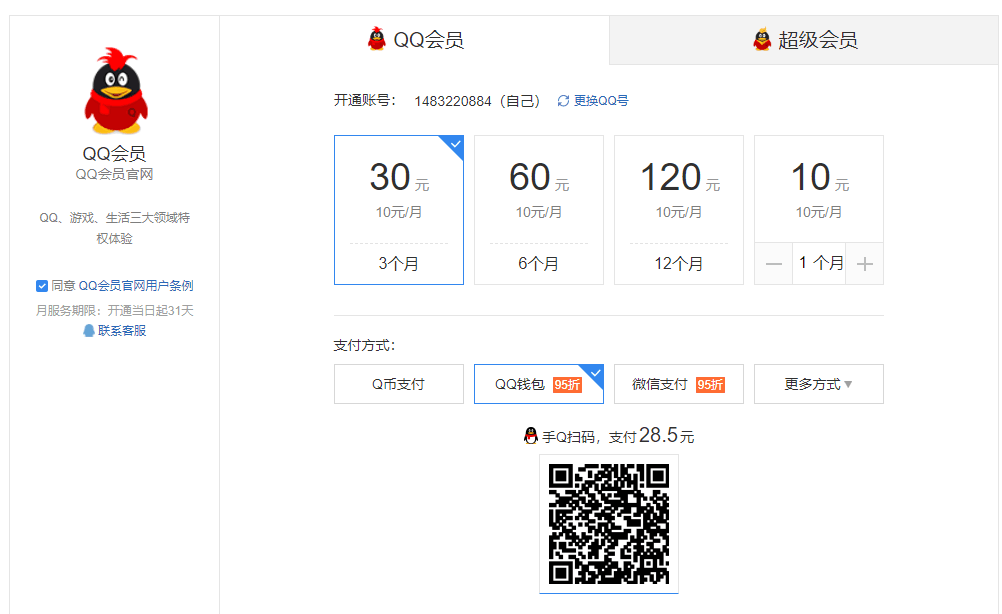 QQ会员
QQ会员官网
QQ、游戏、生活三大领域特
权体验
同意 QQ会员官网用户条例
月服务期限：开通当日起31天
联系客服
QQ会员
超级会员
开通账号： 1483220884（自己） 更换QQ号
30元
10元/月
3个月
60元
10元/月
6个月
120元
10元/月
12个月
10元
10元/月
1 个月
支付方式：
Q币支付
QQ钱包 95折
微信支付 95折
更多方式
手Q扫码，支付28.5元